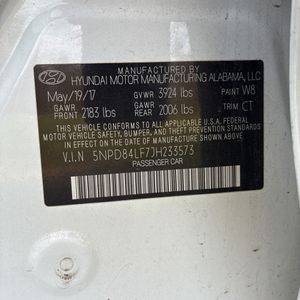 HYUNDAI MOTOR MANUFACTURING ALABAMA, LLC
May/19/17 GVWR 3924 lbs PAINT W8
GAWR FRONT 2183 lbs GAWR REAR 2006 lbs TRIM CT
THIS VEHICLE CONFORMS TO ALL APPLICABLE U.S. FEDERAL
MOTOR VEHICLE SAFETY, BUMPER, AND THEFT PREVENTION
STANDARDS IN EFFECT ON THE DATE OF MANUFACTURE SHOWN ABOVE.
V.I.N 5NPD84LF7JH233573
PASSENGER CAR